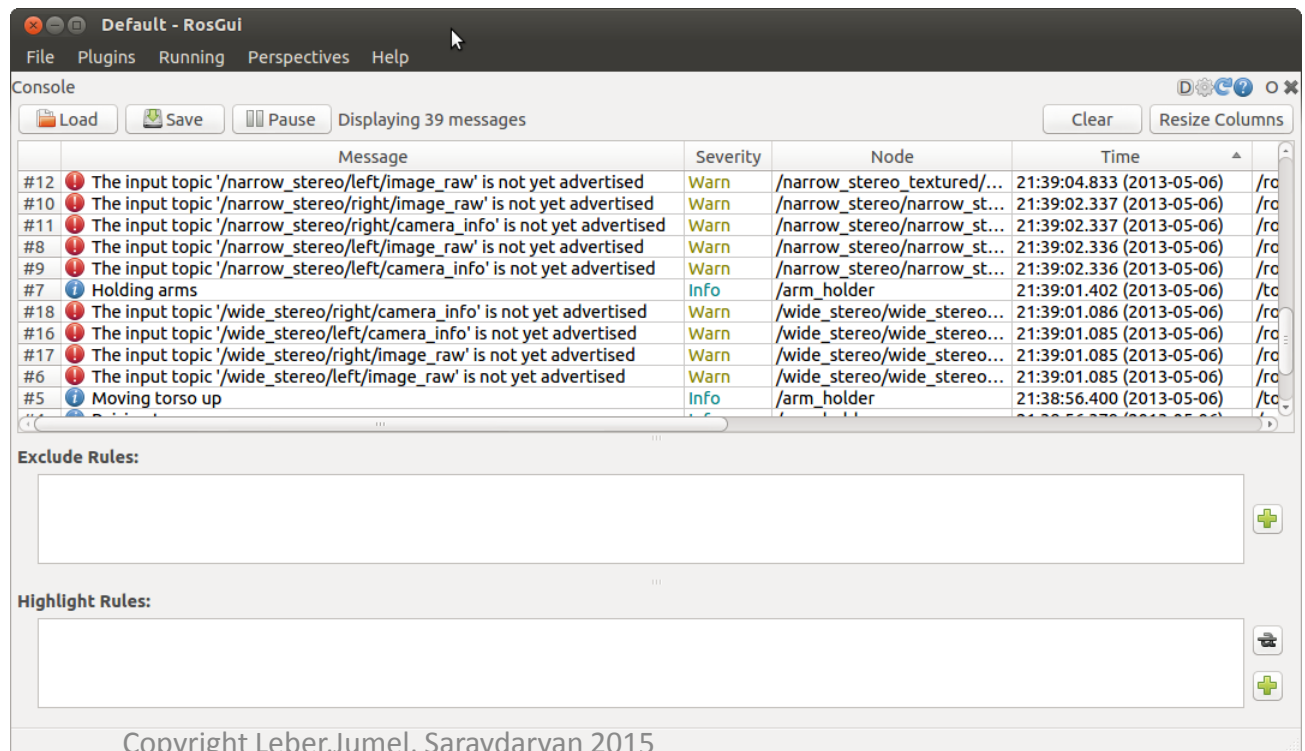 Default - RosGui
File Plugins Running Perspectives Help
Console D O
Load Save Pause Displaying 39 messages Clear Resize Columns
Message Severity Node Time
#12 The input topic '/narrow_stereo/left/image_raw' is not yet advertised Warn /narrow_stereo_textured/... 21:39:04.833 (2013-05-06) /ro
#10 The input topic '/narrow_stereo/right/image_raw' is not yet advertised Warn /narrow_stereo/narrow_st... 21:39:02.337 (2013-05-06) /ro
#11 The input topic '/narrow_stereo/right/camera_info' is not yet advertised Warn /narrow_stereo/narrow_st... 21:39:02.337 (2013-05-06) /ro
#8 The input topic '/narrow_stereo/left/image_raw' is not yet advertised Warn /narrow_stereo/narrow_st... 21:39:02.336 (2013-05-06) /ro
#9 The input topic '/narrow_stereo/left/camera_info' is not yet advertised Warn /narrow_stereo/narrow_st... 21:39:02.336 (2013-05-06) /ro
#7 Holding arms Info /arm_holder 21:39:01.402 (2013-05-06) /to
#18 The input topic '/wide_stereo/right/camera_info' is not yet advertised Warn /wide_stereo/wide_stereo... 21:39:01.086 (2013-05-06) /ro
#16 The input topic '/wide_stereo/left/camera_info' is not yet advertised Warn /wide_stereo/wide_stereo... 21:39:01.085 (2013-05-06) /ro
#17 The input topic '/wide_stereo/right/image_raw' is not yet advertised Warn /wide_stereo/wide_stereo... 21:39:01.085 (2013-05-06) /ro
#6 The input topic '/wide_stereo/left/image_raw' is not yet advertised Warn /wide_stereo/wide_stereo... 21:39:01.085 (2013-05-06) /ro
#5 Moving torso up Info /arm_holder 21:38:56.400 (2013-05-06) /to
Exclude Rules:
Highlight Rules:
Copyright Leber,Jumel, Saraydaryan 2015